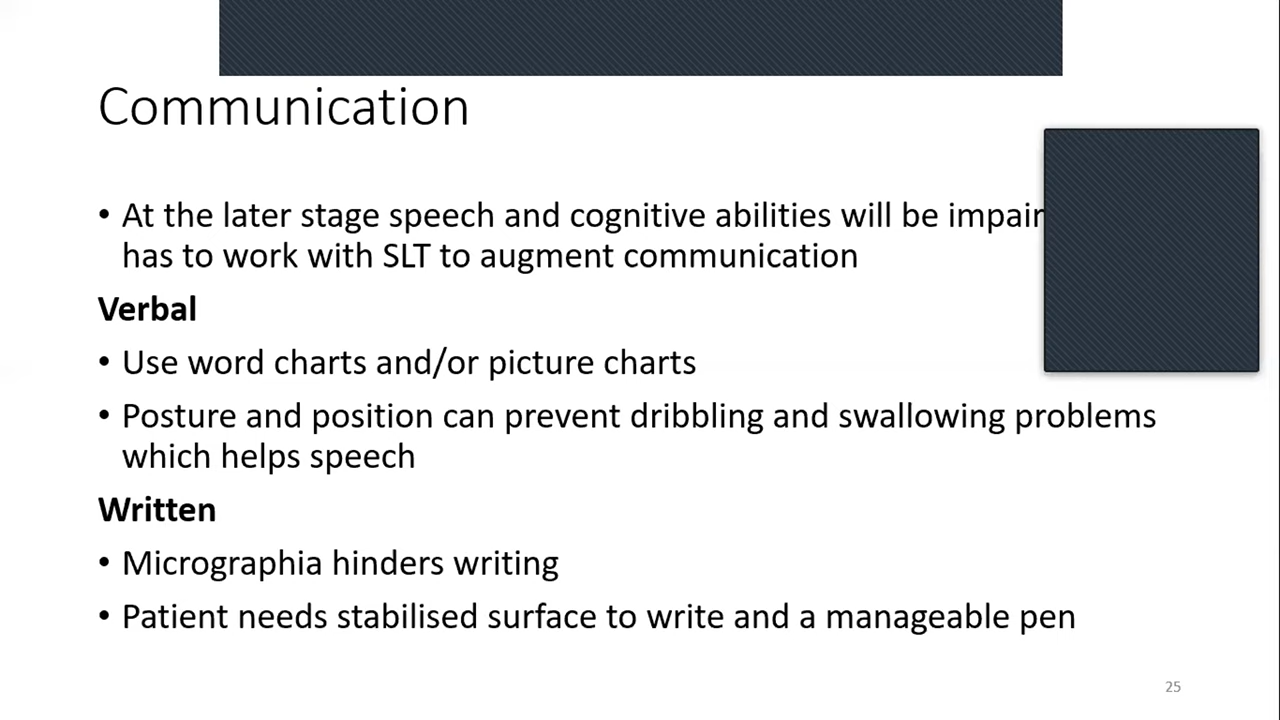 Communication
• At the later stage speech and cognitive abilities will be
has to work with SLT to augment communication
Verbal
• Use word charts and/or picture charts
• Posture and position can prevent dribbling and swallowing problems
which helps speech
Written
• Micrographia hinders writing
• Patient needs stabilised surface to write and a manageable pen
25